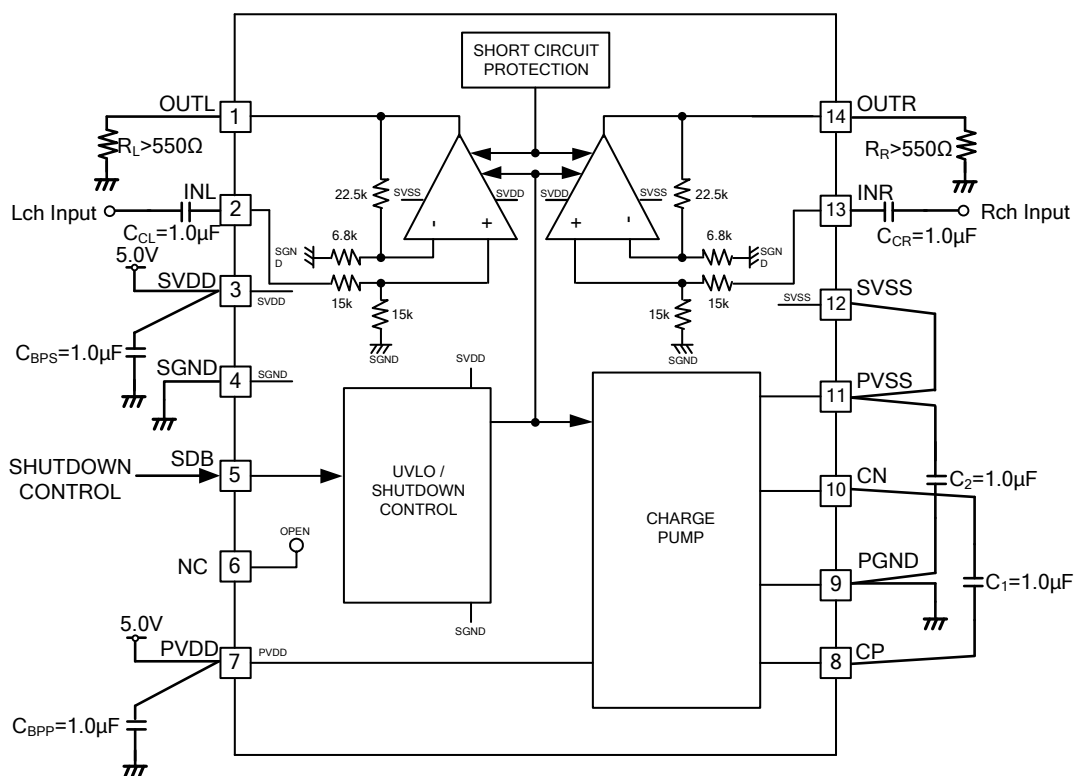 SHORT CIRCUIT
PROTECTION
OUTL
1
14
OUTR
RL>550Ω
RR>550Ω
SVSS
SVDD
SVDD
SVSS
22.5k
22.5k
INL
2
13
INR
Lch Input
Rch Input
CCL=1.0µF
CCR=1.0µF
-
+
+
-
6.8k
6.8k
SGN
D
SGN
D
15k
15k
15k
15k
SGND
SGND
5.0V
SVDD
3
SVDD
SVSS
12
SVSS
CBPS=1.0µF
SGND
4
SGND
SVDD
11
PVSS
SHUTDOWN
CONTROL
SDB
5
UVLO /
SHUTDOWN
CONTROL
CHARGE
PUMP
10
CN
C2=1.0µF
NC
6
OPEN
9
PGND
C1=1.0µF
SGND
5.0V
PVDD
7
PVDD
8
CP
CBPP=1.0µF